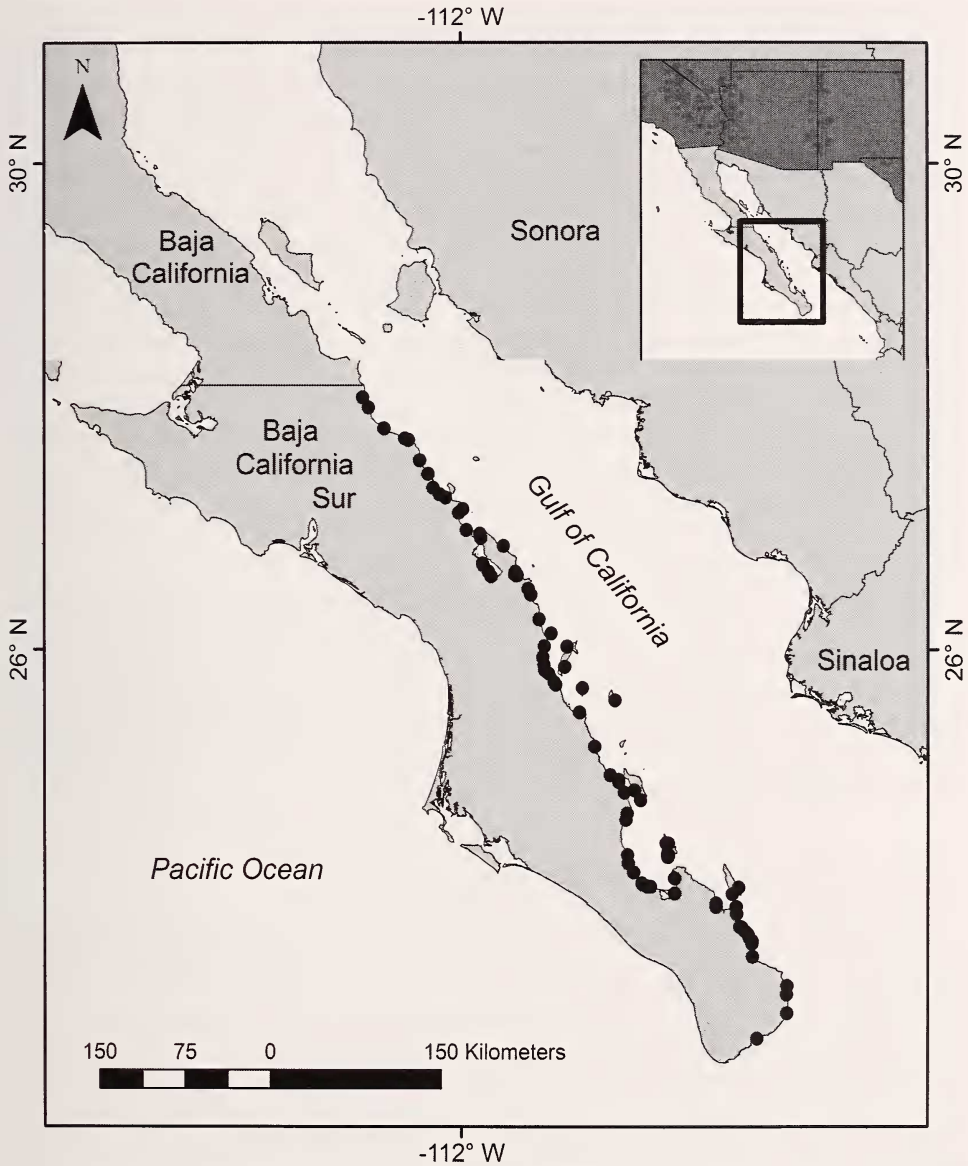 -112° W
N
30° N
30° N
Baja
California
Sonora
Baja
California
Sur
Gulf of California
26° N
26° N
Sinaloa
Pacific Ocean
150 75 0 150 Kilometers
-112° W